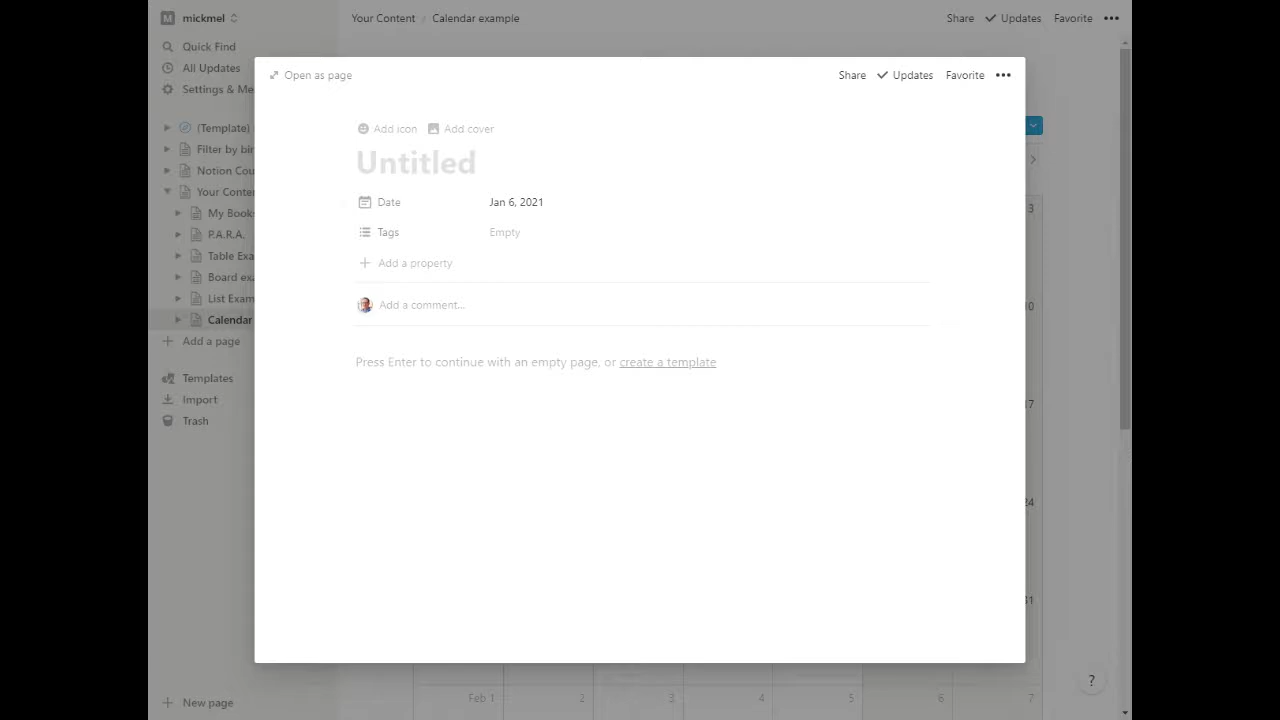 M mickmel
Your Content / Calendar example
Share Updates Favorite •••
Quick Find
All Updates
Settings & Me
(Template)
Filter by bir
Notion Cou
Your Conte
My Book
P.A.R.A.
Table Exa
Board exa
List Exam
Calendar
Add a page
Templates
Import
Trash
New page
Open as page
Share Updates Favorite •••
Add icon Add cover
Untitled
Date Jan 6, 2021
Tags Empty
Add a property
Add a comment...
Press Enter to continue with an empty page, or create a template
3
10
17
24
31
Feb 1 2 3 4 5 6 7
?